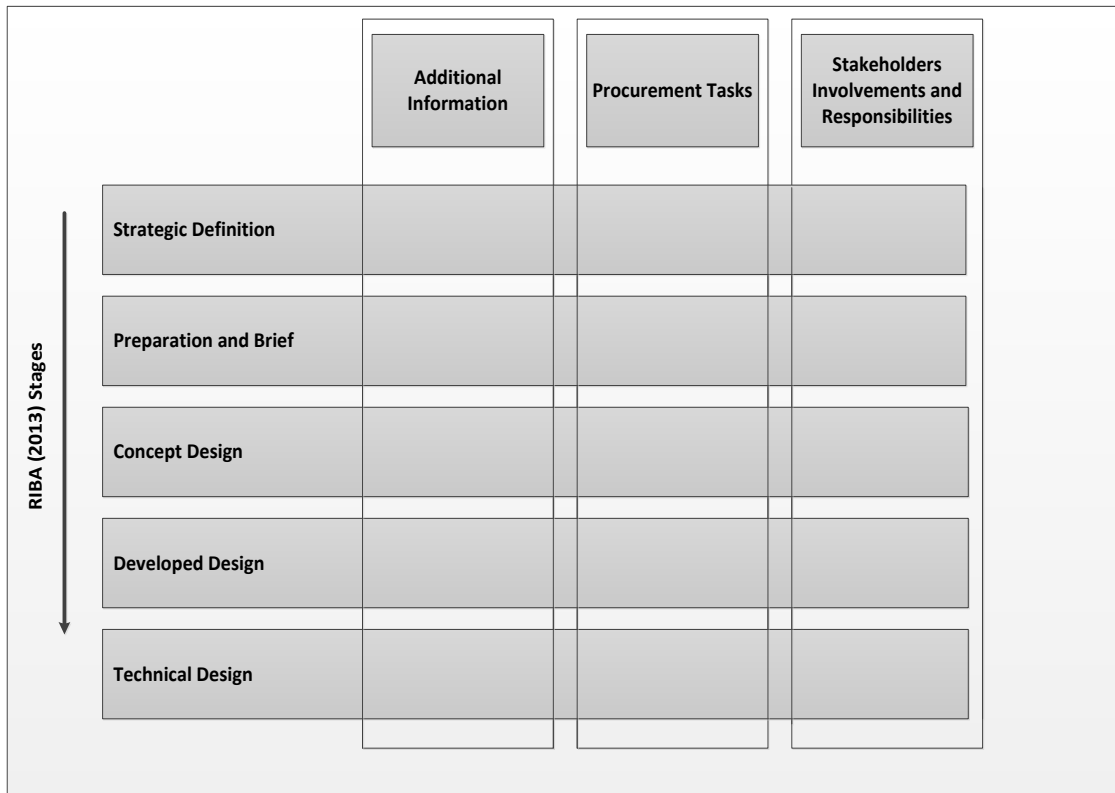 Additional
Information
Procurement Tasks
Stakeholders
Involvements and
Responsibilities
Strategic Definition
Preparation and Brief
Concept Design
Developed Design
Technical Design
RIBA (2013) Stages